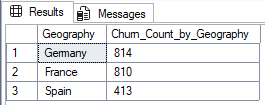 Results Messages
Geography Churn_Count_by_Geography
1 Germany 814
2 France 810
3 Spain 413